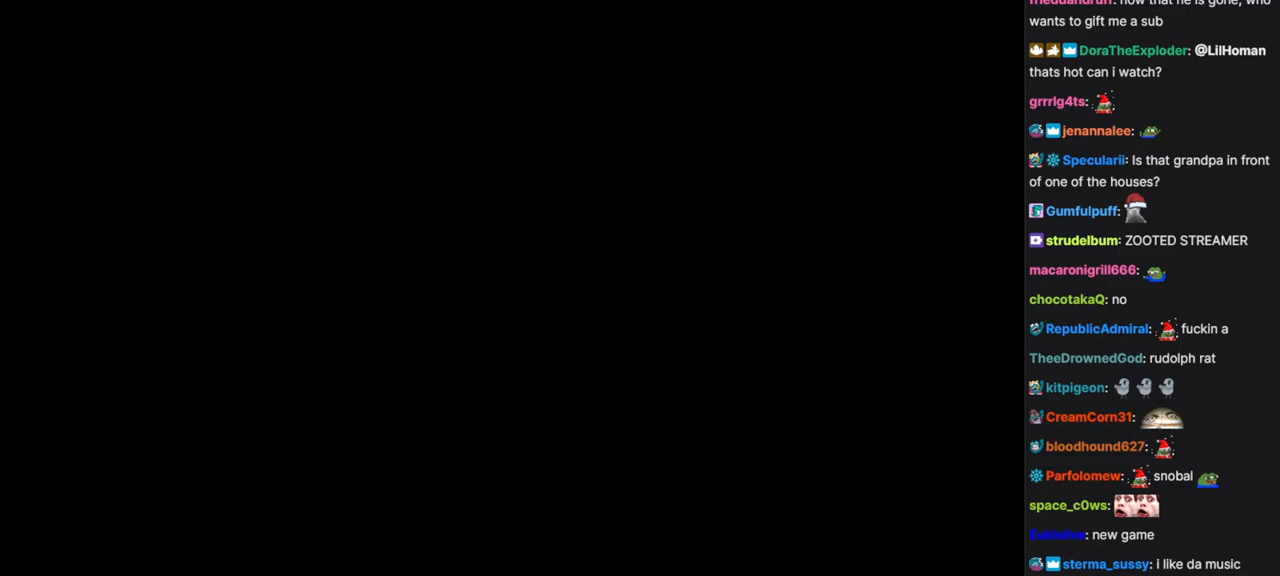 frieddandruff: now that he is gone, who
wants to gift me a sub
DoraTheExploder: @LilHoman
thats hot can i watch?
grrrlg4ts:
jenannalee:
Specularii: Is that grandpa in front
of one of the houses?
Gumfulpuff:
strudelbum: ZOOTED STREAMER
macaronigrill666:
chocotakaQ: no
RepublicAdmiral: fuckin a
TheeDrownedGod: rudolph rat
kitpigeon:
CreamCorn31:
bloodhound627:
Parfolomew: snobal
space_c0ws:
: new game
sterma_sussy: i like da music